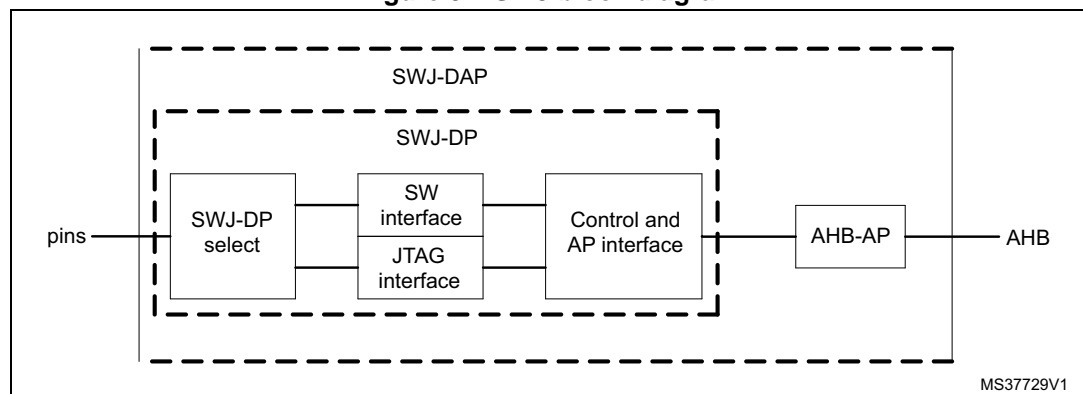 SWJ-DAP
SWJ-DP
SWJ-DP
select
SW
interface
JTAG
interface
Control and
AP interface
pins
AHB-AP
AHB
MS37729V1